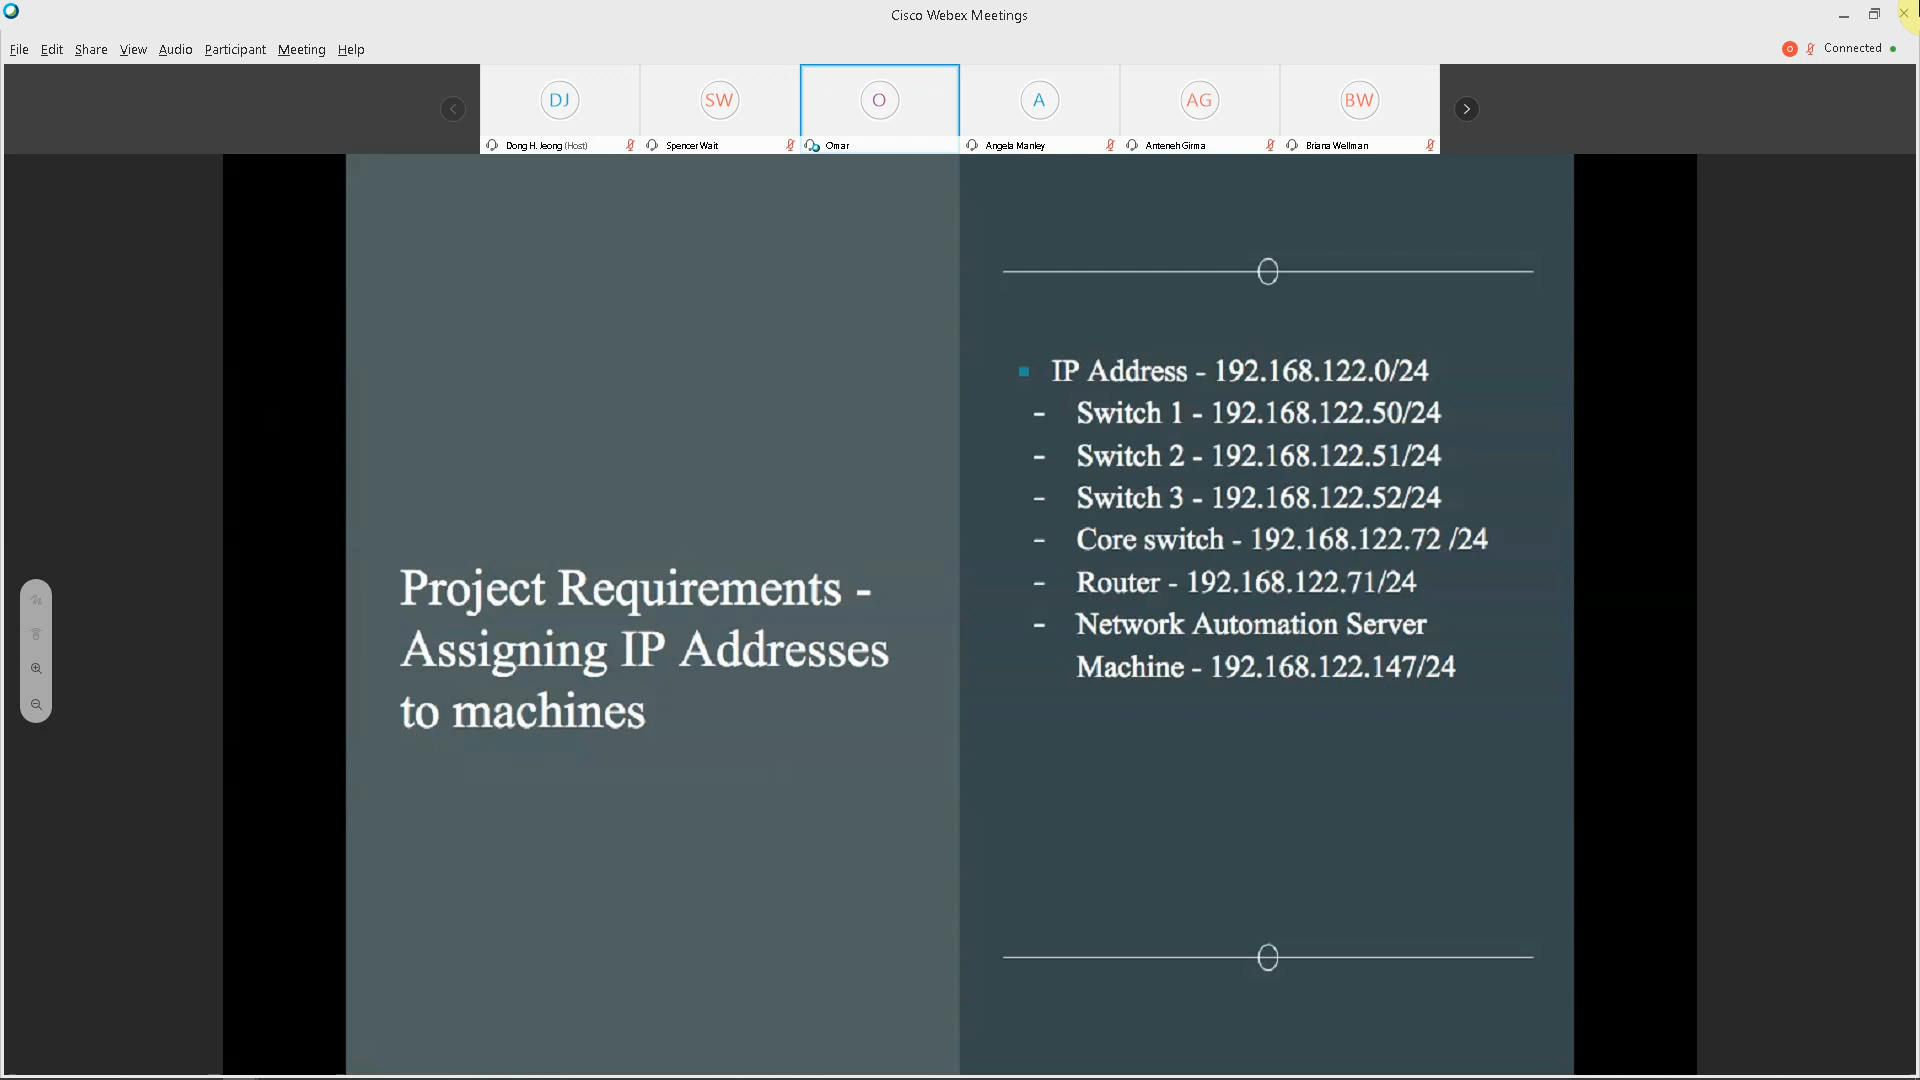 Cisco Webex Meetings
File Edit Share View Audio Participant Meeting Help
Connected
DJ
SW
O
A
AG
BW
Dong H. Jeong (Host)
Spencer Wait
Omar
Angela Manley
Anteneh Girma
Briana Wellman
Project Requirements -
Assigning IP Addresses
to machines
IP Address - 192.168.122.0/24
- Switch 1 - 192.168.122.50/24
- Switch 2 - 192.168.122.51/24
- Switch 3 - 192.168.122.52/24
- Core switch - 192.168.122.72 /24
- Router - 192.168.122.71/24
- Network Automation Server
Machine - 192.168.122.147/24